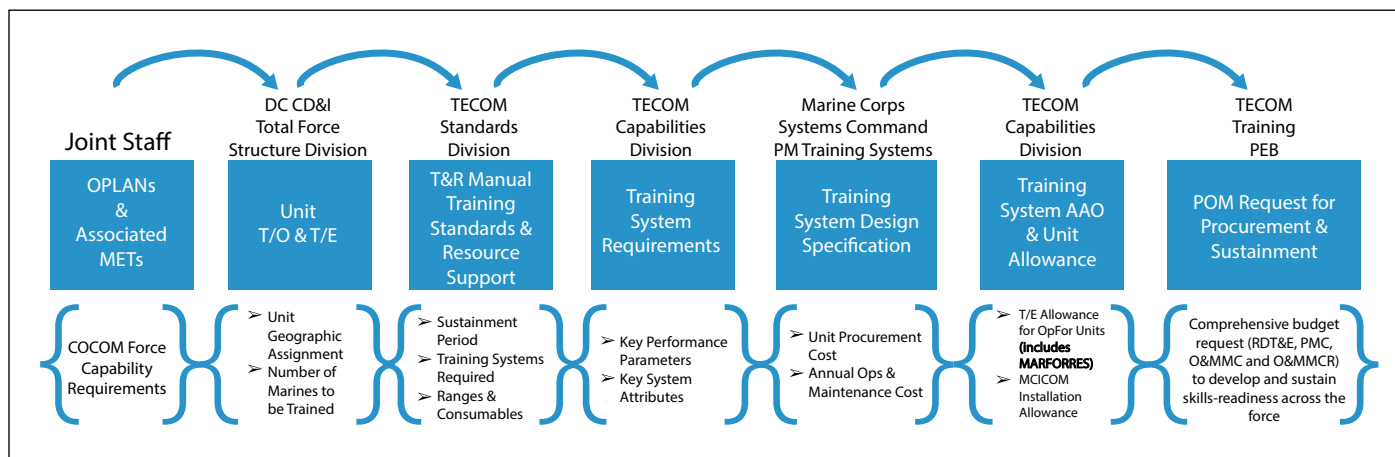 Joint Staff
OPLANs
&
Associated
METs
COCOM Force
Capability
Requirements
DC CD&I
Total Force
Structure Division
Unit
T/O & T/E
➢ Unit
Geographic
Assignment
➢ Number of
Marines to
be Trained
TECOM
Standards
Division
T&R Manual
Training
Standards &
Resource
Support
➢ Sustainment
Period
➢ Training Systems
Required
➢ Ranges &
Consumables
TECOM
Capabilities
Division
Training
System
Requirements
➢ Key Performance
Parameters
➢ Key System
Attributes
Marine Corps
Systems Command
PM Training Systems
Training
System Design
Specification
➢ Unit Procurement
Cost
➢ Annual Ops &
Maintenance Cost
TECOM
Capabilities
Division
Training
System AAO
& Unit
Allowance
➢ T/E Allowance
for OpFor Units
(includes
MARFORRES)
➢ MCICOM
Installation
Allowance
TECOM
Training
PEB
POM Request for
Procurement &
Sustainment
Comprehensive budget
request (RDT&E, PMC,
O&MMC and O&MMCR)
to develop and sustain
skills-readiness across the
force